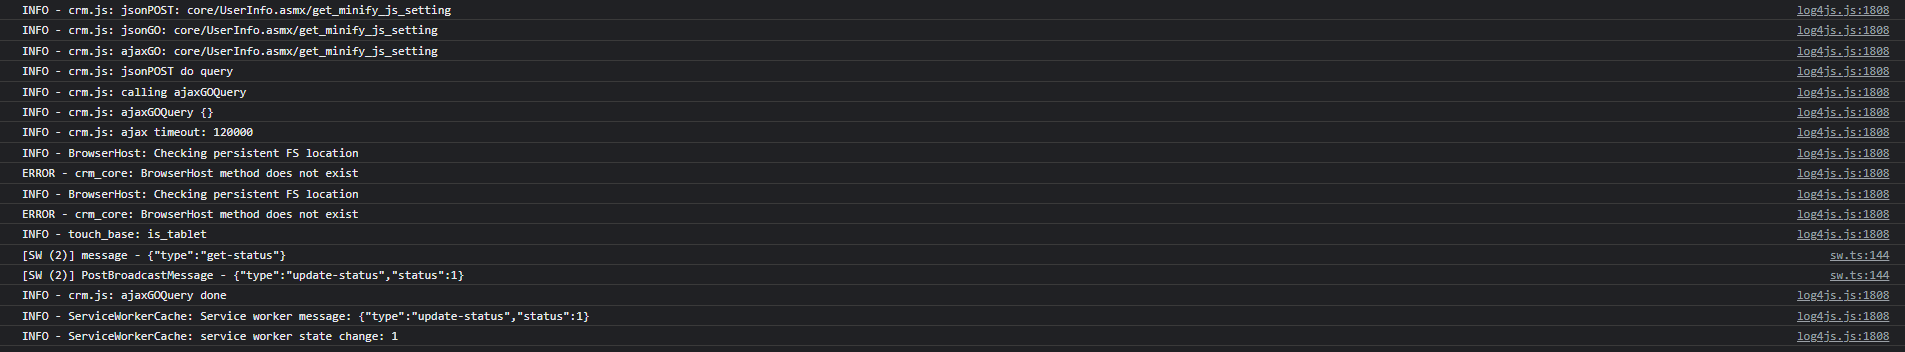 INFO - crm.js: jsonPOST: core/UserInfo.asmx/get_minify_js_setting log4js.js:1808
INFO - crm.js: jsonGO: core/UserInfo.asmx/get_minify_js_setting log4js.js:1808
INFO - crm.js: ajaxGO: core/UserInfo.asmx/get_minify_js_setting log4js.js:1808
INFO - crm.js: jsonPOST do query log4js.js:1808
INFO - crm.js: calling ajaxGOQuery log4js.js:1808
INFO - crm.js: ajaxGOQuery {} log4js.js:1808
INFO - crm.js: ajax timeout: 120000 log4js.js:1808
INFO - BrowserHost: Checking persistent FS location log4js.js:1808
ERROR - crm_core: BrowserHost method does not exist log4js.js:1808
INFO - BrowserHost: Checking persistent FS location log4js.js:1808
ERROR - crm_core: BrowserHost method does not exist log4js.js:1808
INFO - touch_base: is_tablet log4js.js:1808
[SW (2)] message - {"type":"get-status"} sw.ts:144
[SW (2)] PostBroadcastMessage - {"type":"update-status","status":1} sw.ts:144
INFO - crm.js: ajaxGOQuery done log4js.js:1808
INFO - ServiceWorkerCache: Service worker message: {"type":"update-status","status":1} log4js.js:1808
INFO - ServiceWorkerCache: service worker state change: 1 log4js.js:1808